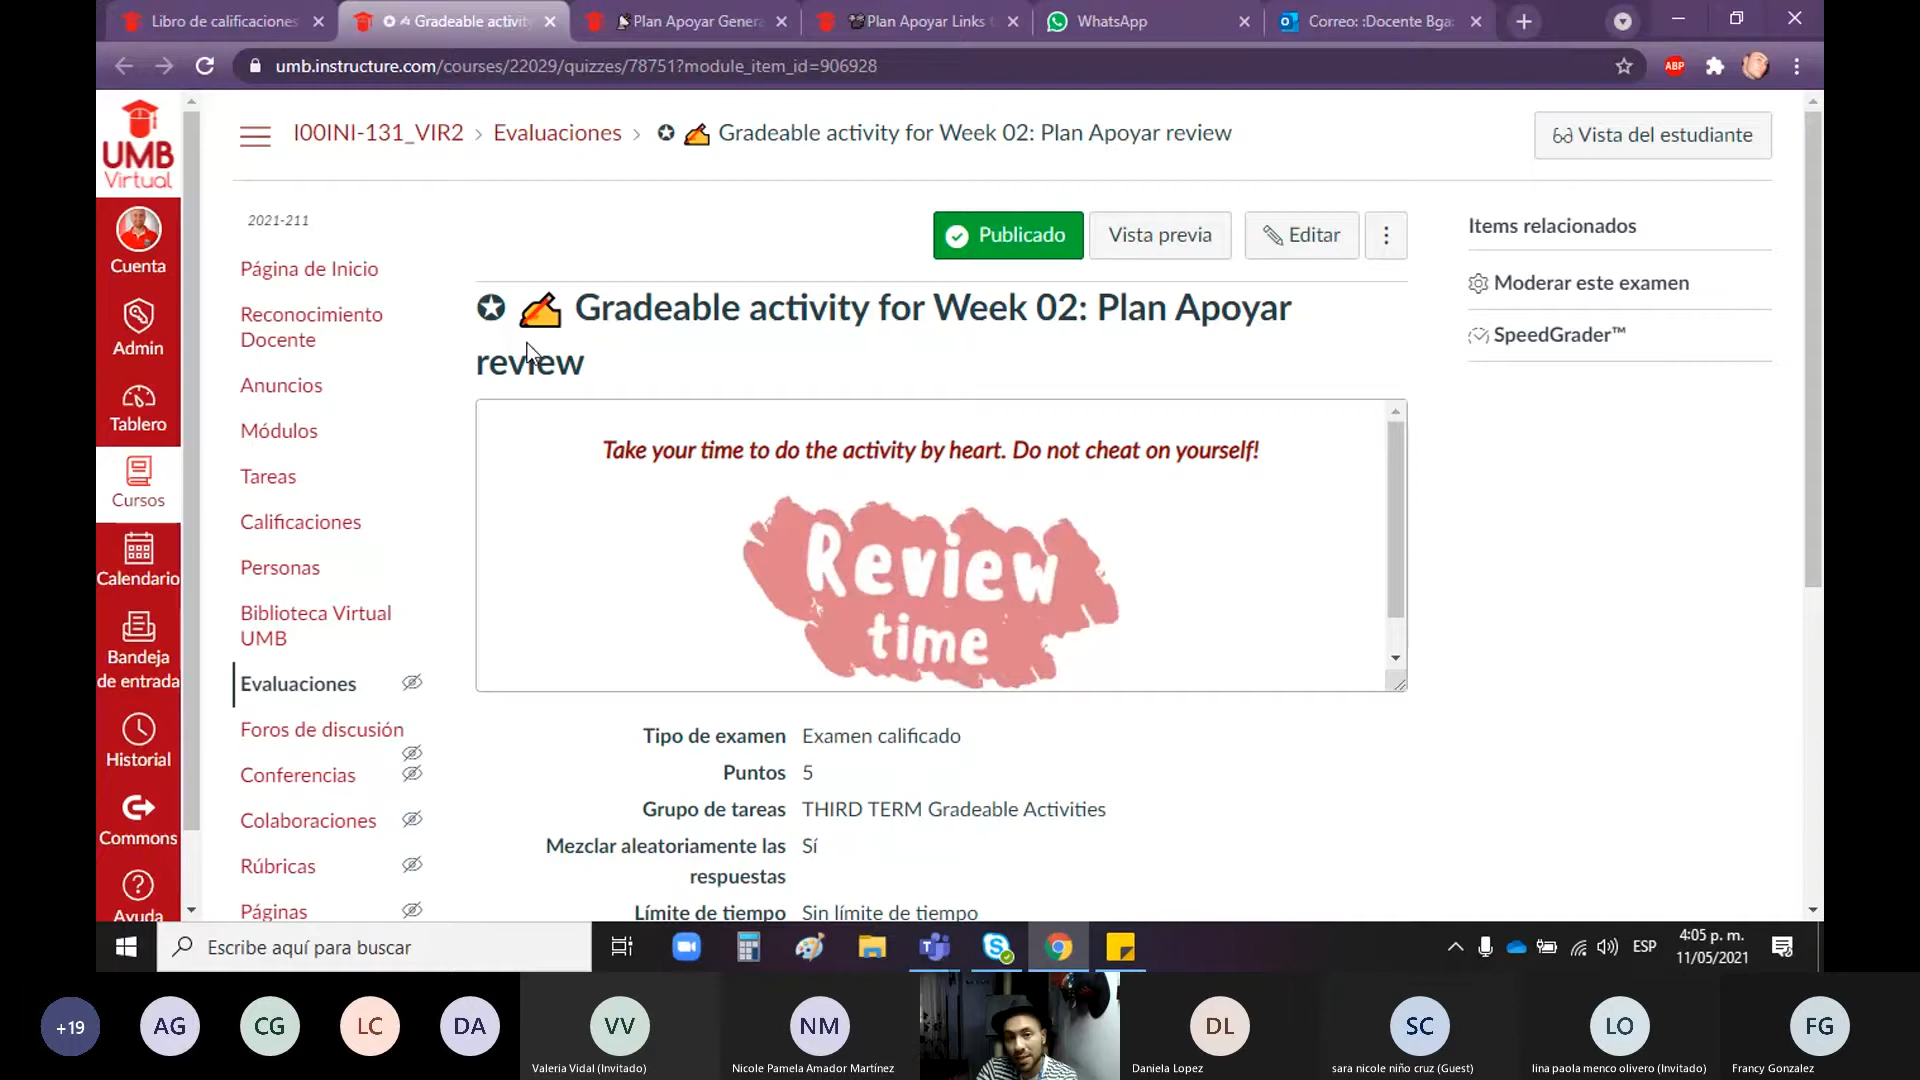 Libro de calificaciones
Gradeable activit
Plan Apoyar Genera
Plan Apoyar Links t
WhatsApp
Correo: :Docente Bga
umb.instructure.com/courses/22029/quizzes/78751?module_item_id=906928
ABP
UMB
Virtual
Cuenta
Admin
Tablero
Cursos
Calendario
Bandeja
de entrada
Historial
Commons
Ayuda
I00INI-131_VIR2 › Evaluaciones › Gradeable activity for Week 02: Plan Apoyar review
Vista del estudiante
2021-211
Página de Inicio
Reconocimiento
Docente
Anuncios
Módulos
Tareas
Calificaciones
Personas
Biblioteca Virtual
UMB
Evaluaciones
Foros de discusión
Conferencias
Colaboraciones
Rúbricas
Páginas
Publicado
Vista previa
Editar
Gradeable activity for Week 02: Plan Apoyar
review
Take your time to do the activity by heart. Do not cheat on yourself!
Review
time
Tipo de examen Examen calificado
Puntos 5
Grupo de tareas THIRD TERM Gradeable Activities
Mezclar aleatoriamente las Sí
respuestas
Límite de tiempo Sin límite de tiempo
Items relacionados
Moderar este examen
SpeedGrader™
Escribe aquí para buscar
ESP
4:05 p. m.
11/05/2021
+19
AG
CG
LC
DA
VV
Valeria Vidal (Invitado)
NM
Nicole Pamela Amador Martínez
DL
Daniela Lopez
SC
sara nicole niño cruz (Guest)
LO
lina paola menco olivero (Invitado)
FG
Francy Gonzalez